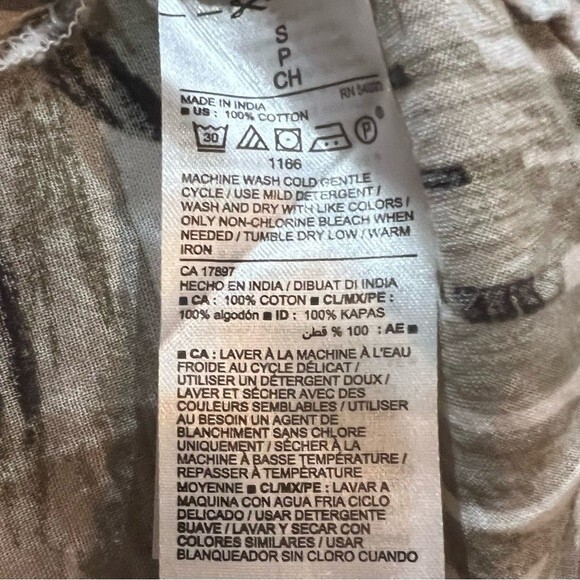 S
P
CH
MADE IN INDIA
■ US : 100% COTTON
30
P
1166
MACHINE WASH COLD GENTLE
CYCLE / USE MILD DETERGENT /
WASH AND DRY WITH LIKE COLORS /
ONLY NON-CHLORINE BLEACH WHEN
NEEDED / TUMBLE DRY LOW / WARM
IRON
CA 17897
HECHO EN INDIA / DIBUAT DI INDIA
■ CA : 100% COTON ■ CL/MX/PE :
100% algodón ■ ID : 100% KAPAS
■ AE : 100 % قطن
■ CA : LAVER À LA MACHINE À L'EAU
FROIDE AU CYCLE DÉLICAT /
UTILISER UN DÉTERGENT DOUX /
LAVER ET SÉCHER AVEC DES
COULEURS SEMBLABLES / UTILISER
AU BESOIN UN AGENT DE
BLANCHIMENT SANS CHLORE
UNIQUEMENT / SÉCHER À LA
MACHINE À BASSE TEMPÉRATURE /
REPASSER À TEMPÉRATURE
MOYENNE ■ CL/MX/PE : LAVAR A
MAQUINA CON AGUA FRIA CICLO
DELICADO / USAR DETERGENTE
SUAVE / LAVAR Y SECAR CON
COLORES SIMILARES / USAR
BLANQUEADOR SIN CLORO CUANDO